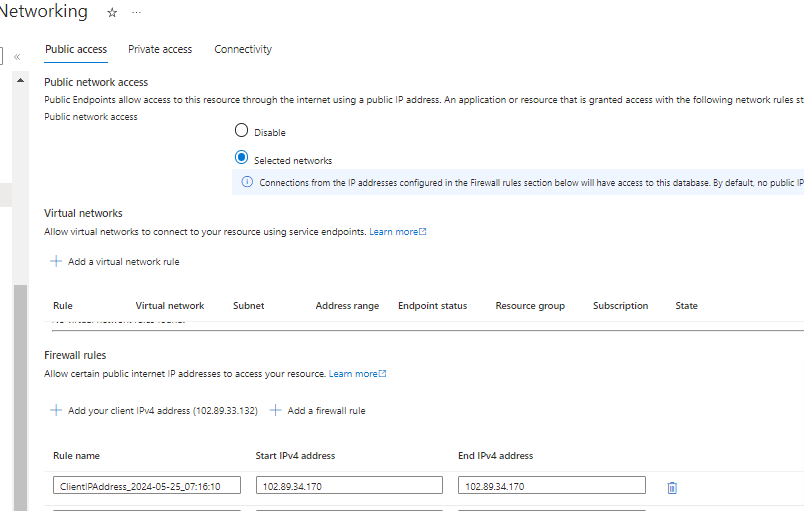 Networking
Public access Private access Connectivity
Public network access
Public Endpoints allow access to this resource through the internet using a public IP address. An application or resource that is granted access with the following network rules st
Public network access
Disable
Selected networks
Connections from the IP addresses configured in the Firewall rules section below will have access to this database. By default, no public IP
Virtual networks
Allow virtual networks to connect to your resource using service endpoints. Learn more
Add a virtual network rule
Rule Virtual network Subnet Address range Endpoint status Resource group Subscription State
No virtual network rules found.
Firewall rules
Allow certain public internet IP addresses to access your resource. Learn more
Add your client IPv4 address (102.89.33.132) Add a firewall rule
Rule name Start IPv4 address End IPv4 address
ClientIPAddress_2024-05-25_07:16:10 102.89.34.170 102.89.34.170